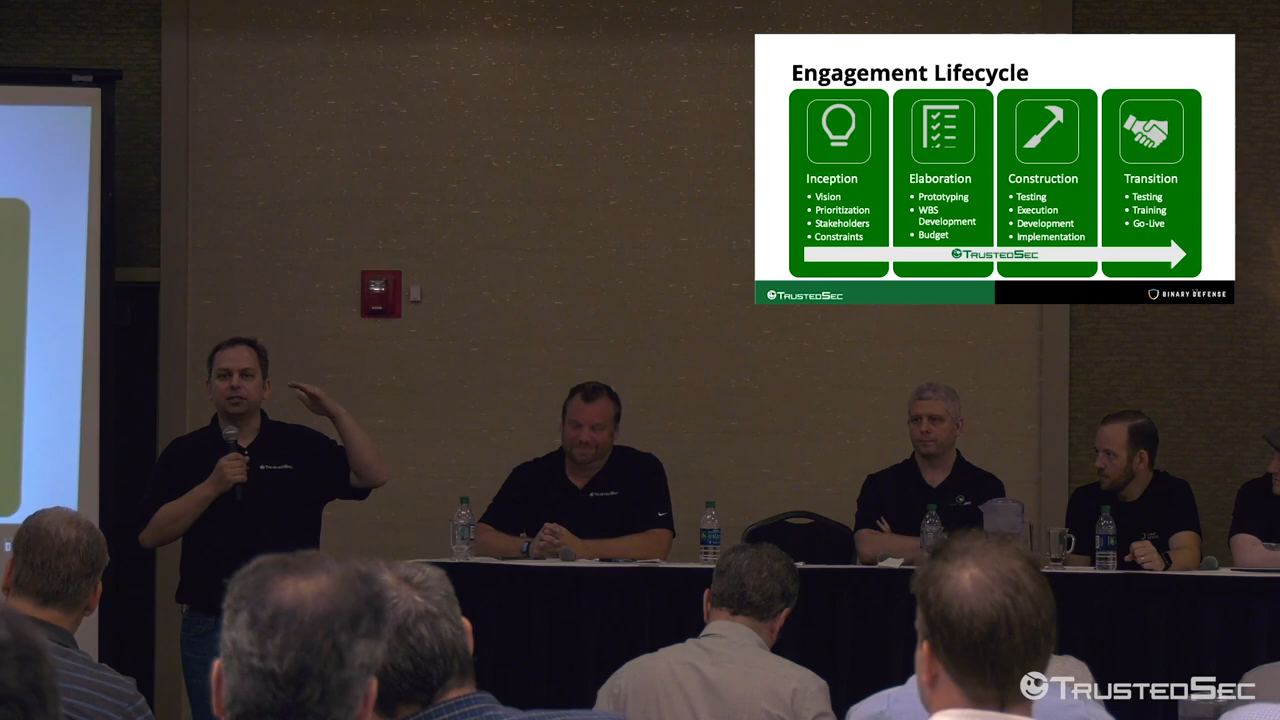 Engagement Lifecycle
Inception
• Vision
• Prioritization
• Stakeholders
• Constraints
Elaboration
• Prototyping
• WBS
Development
• Budget
Construction
• Testing
• Execution
• Development
• Implementation
Transition
• Testing
• Training
• Go-Live
TRUSTEDSEC
TRUSTEDSEC
BINARY DEFENSE
TRUSTEDSEC
TRUSTEDSEC